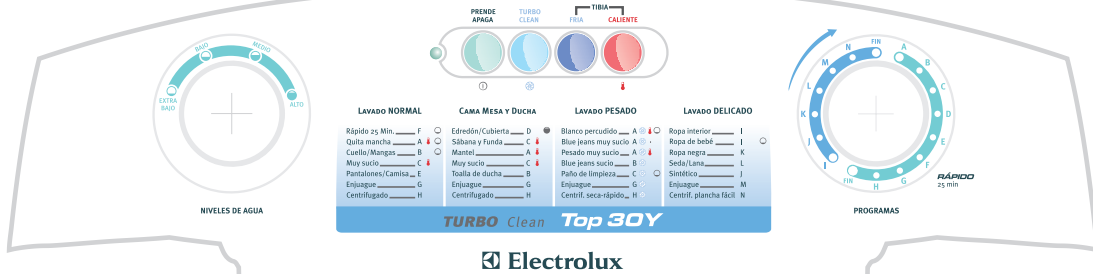 PRENDE
APAGA
TURBO
CLEAN
TIBIA
FRIA
CALIENTE
BAJO
MEDIO
EXTRA
BAJO
ALTO
NIVELES DE AGUA
LAVADO NORMAL
Rápido 25 Min. F
Quita mancha A
Cuello/Mangas B
Muy sucio C
Pantalones/Camisa E
Enjuague G
Centrifugado H
CAMA MESA Y DUCHA
Edredón/Cubierta D
Sábana y Funda C
Mantel A
Muy sucio C
Toalla de ducha B
Enjuague G
Centrifugado H
LAVADO PESADO
Blanco percudido A
Blue jeans muy sucio A
Pesado muy sucio A
Blue jeans sucio B
Paño de limpieza C
Enjuague G
Centrif. seca-rápido H
LAVADO DELICADO
Ropa interior I
Ropa de bebé I
Ropa negra K
Seda/Lana L
Sintético J
Enjuague M
Centrif. plancha fácil N
TURBO Clean Top 30Y
Electrolux
FIN
A
B
C
D
E
F
G
H
FIN
I
J
K
L
M
N
RÁPIDO
25 min
PROGRAMAS